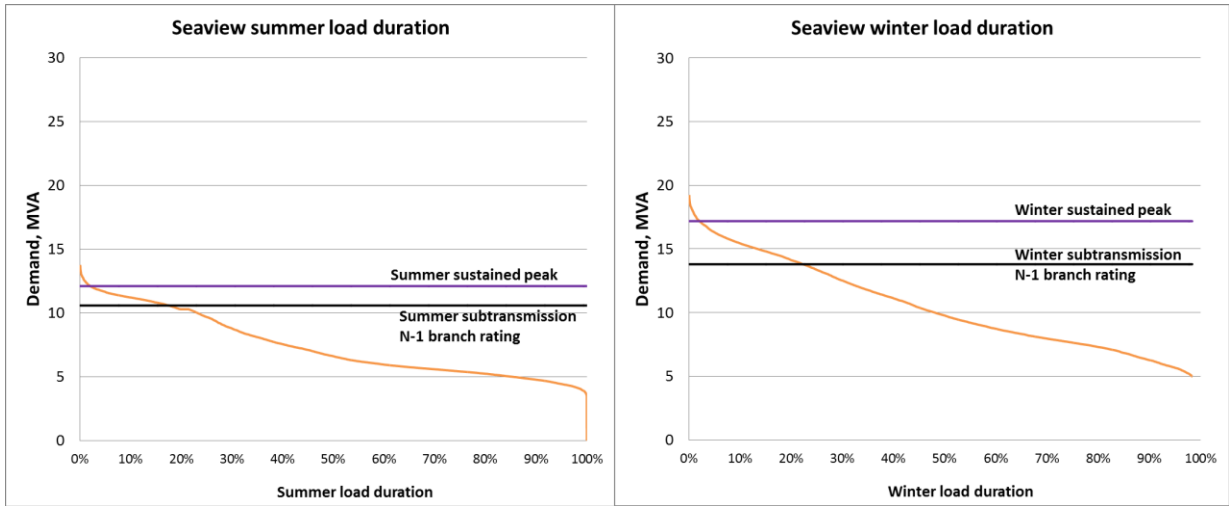 Seaview summer load duration
30
25
20
15
10
5
0
Demand, MVA
Summer sustained peak
Summer subtransmission
N-1 branch rating
0% 10% 20% 30% 40% 50% 60% 70% 80% 90% 100%
Summer load duration
Seaview winter load duration
30
25
20
15
10
5
0
Demand, MVA
Winter sustained peak
Winter subtransmission
N-1 branch rating
0% 10% 20% 30% 40% 50% 60% 70% 80% 90% 100%
Winter load duration